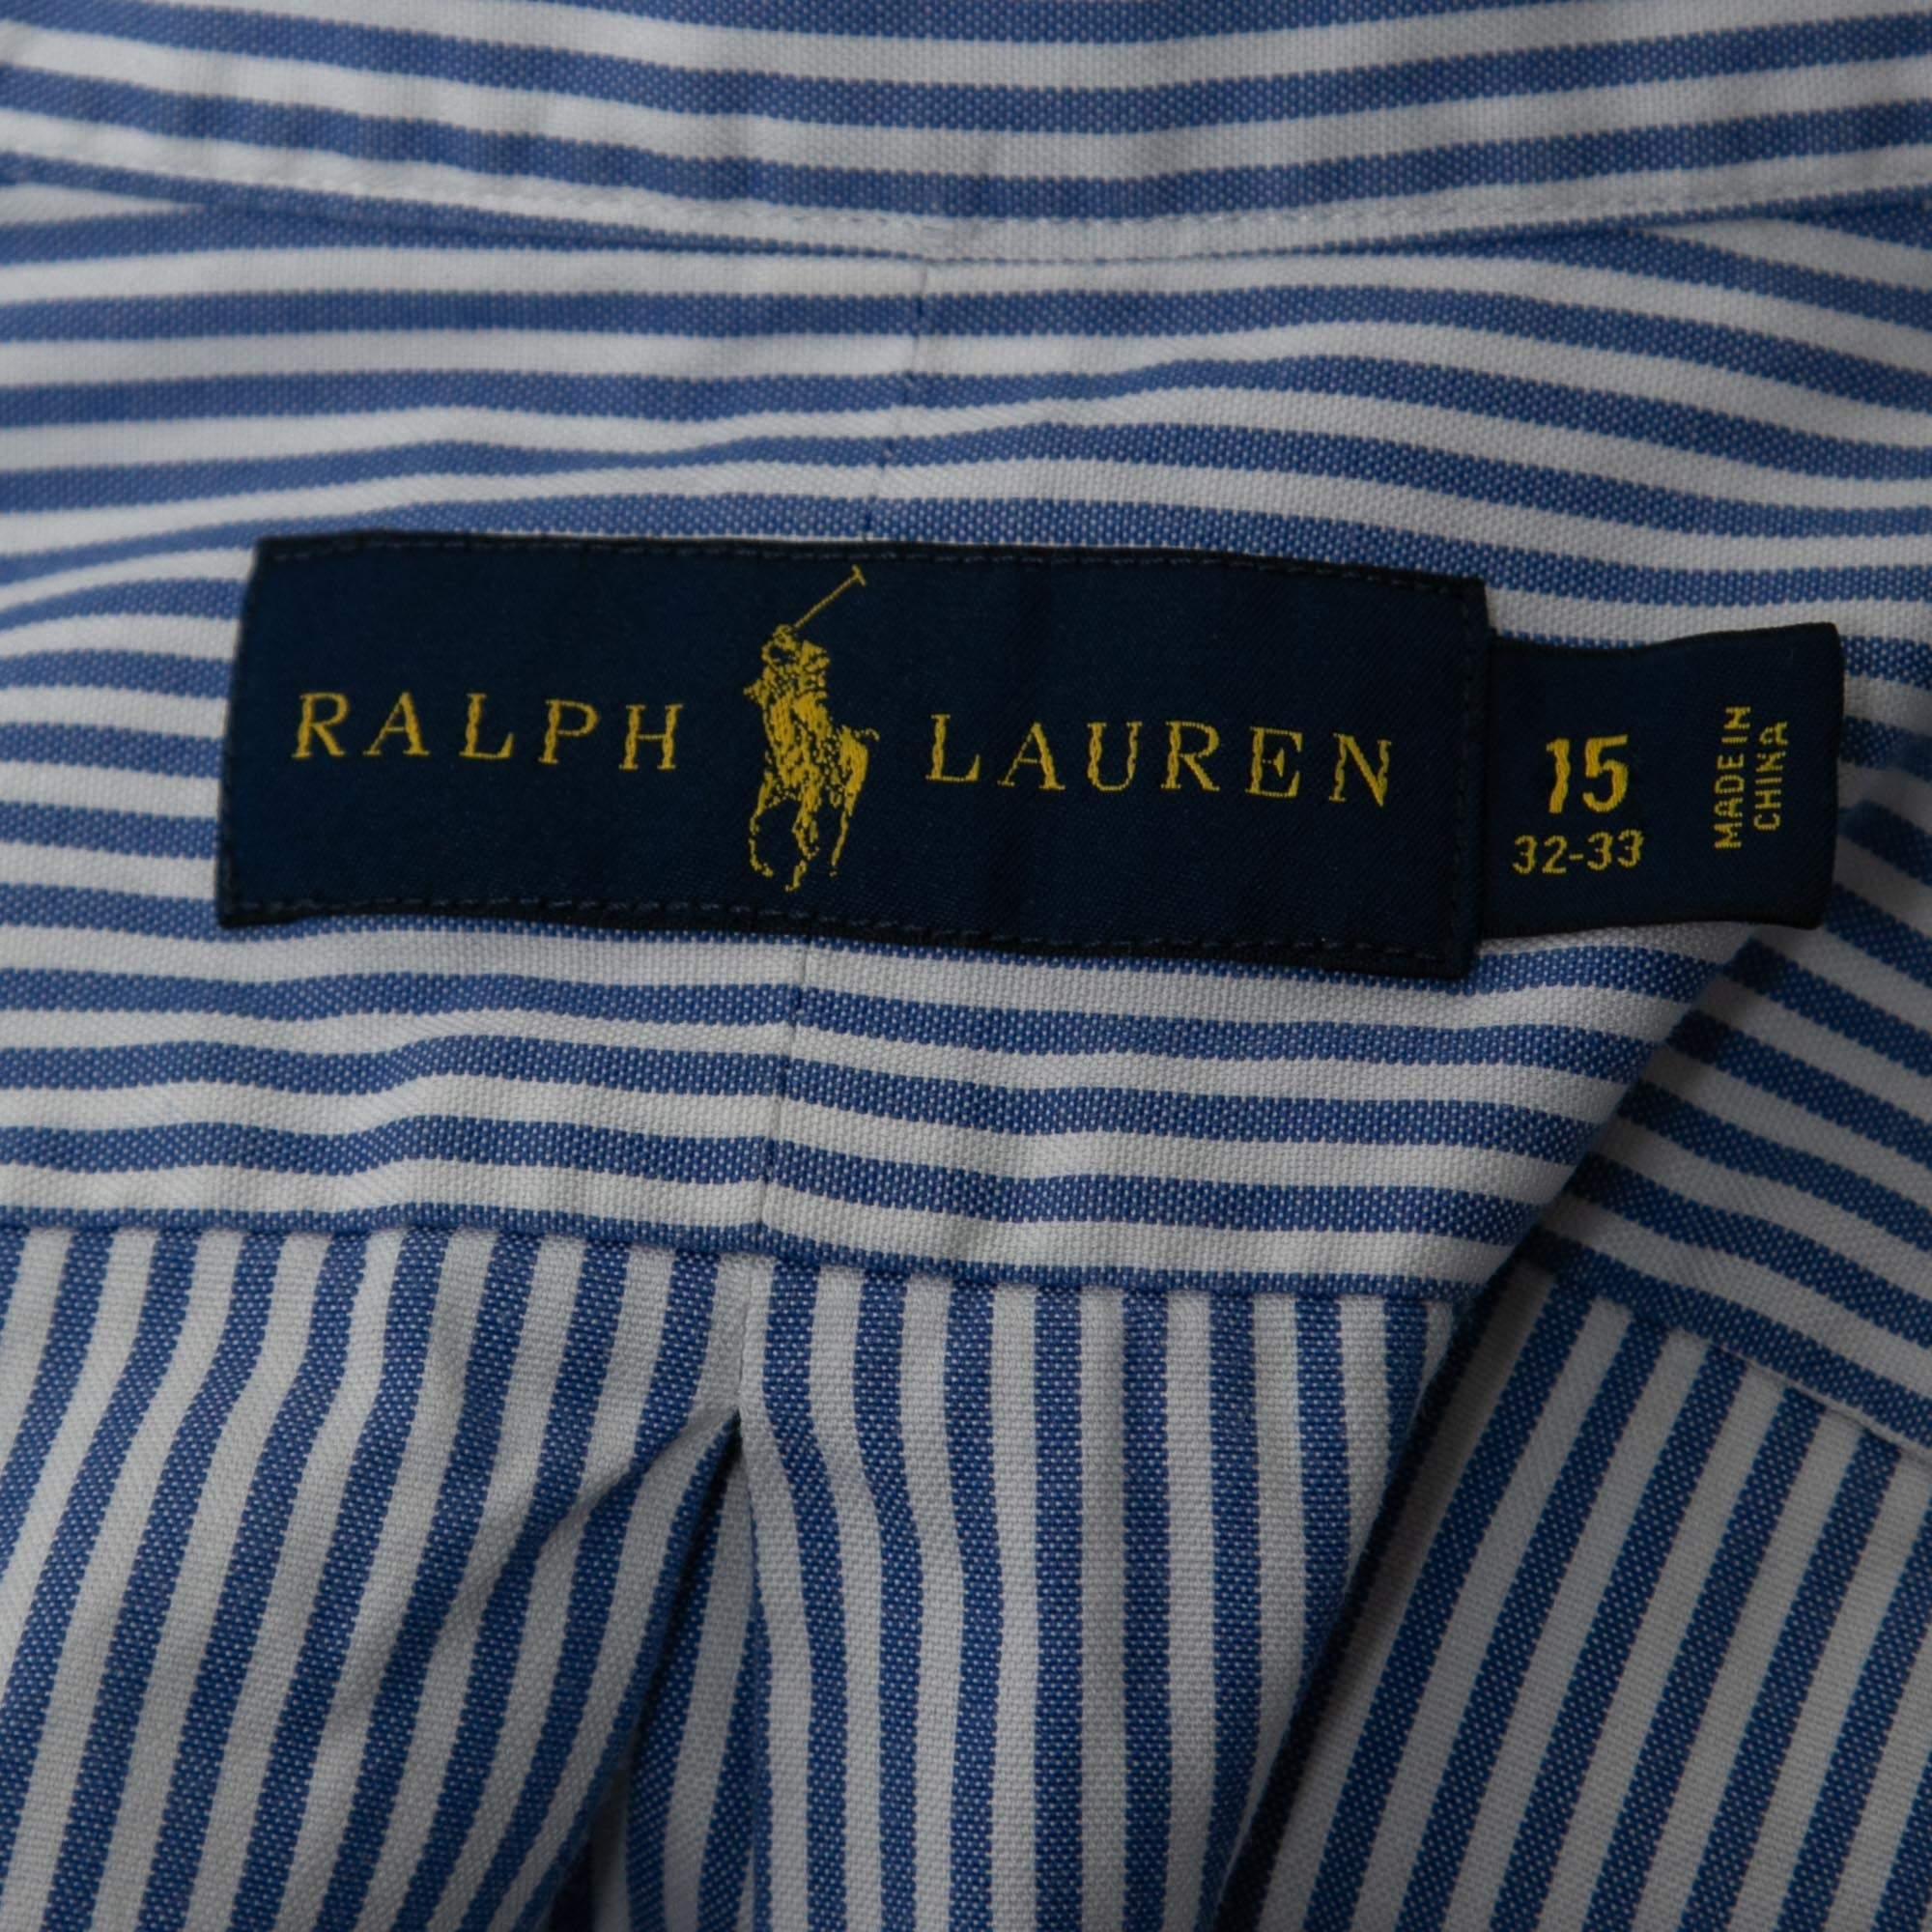 RALPH LAUREN
15
32-33
MADE IN
CHINA